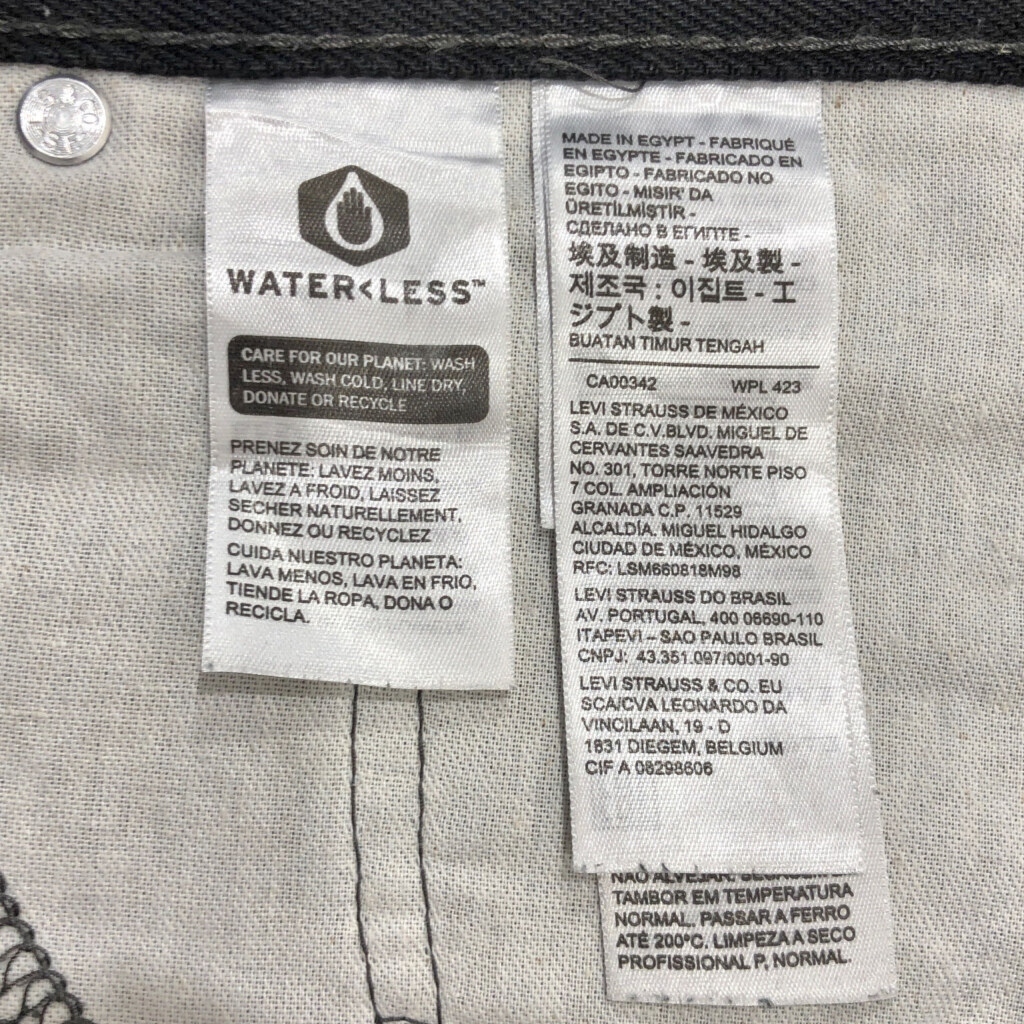 WATER<LESS™
CARE FOR OUR PLANET: WASH
LESS, WASH COLD, LINE DRY,
DONATE OR RECYCLE
PRENEZ SOIN DE NOTRE
PLANETE: LAVEZ MOINS,
LAVEZ A FROID, LAISSEZ
SECHER NATURELLEMENT,
DONNEZ OU RECYCLEZ
CUIDA NUESTRO PLANETA:
LAVA MENOS, LAVA EN FRIO,
TIENDE LA ROPA, DONA O
RECICLA.
MADE IN EGYPT - FABRIQUÉ
EN EGYPTE - FABRICADO EN
EGIPTO - FABRICADO NO
EGITO - MISIR' DA
ÜRETILMISTIR -
СДЕЛАНО В ЕГИПТЕ -
埃及制造 - 埃及製 -
제조국 : 이집트 - エ
ジプト製 -
BUATAN TIMUR TENGAH
CA00342 WPL 423
LEVI STRAUSS DE MÉXICO
S.A. DE C.V.BLVD. MIGUEL DE
CERVANTES SAAVEDRA
NO. 301, TORRE NORTE PISO
7 COL. AMPLIACIÓN
GRANADA C.P. 11529
ALCALDÍA. MIGUEL HIDALGO
CIUDAD DE MÉXICO, MÉXICO
RFC: LSM660818M98
LEVI STRAUSS DO BRASIL
AV. PORTUGAL, 400 06690-110
ITAPEVI – SAO PAULO BRASIL
CNPJ: 43.351.097/0001-90
LEVI STRAUSS & CO. EU
SCA/CVA LEONARDO DA
VINCILAAN, 19 - D
1831 DIEGEM, BELGIUM
CIF A 08298606
NÃO ALVEJAR.
TAMBOR EM TEMPERATURA
NORMAL. PASSAR A FERRO
ATÉ 200°C. LIMPEZA A SECO
PROFISSIONAL P, NORMAL.